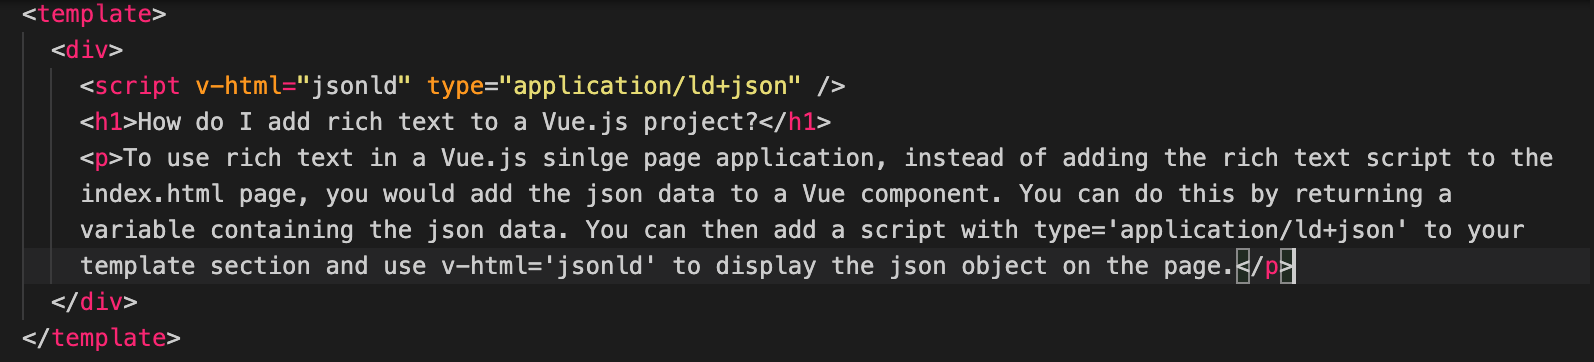 <template>
<div>
<script v-html="jsonld" type="application/ld+json" />
<h1>How do I add rich text to a Vue.js project?</h1>
<p>To use rich text in a Vue.js sinlge page application, instead of adding the rich text script to the
index.html page, you would add the json data to a Vue component. You can do this by returning a
variable containing the json data. You can then add a script with type='application/ld+json' to your
template section and use v-html='jsonld' to display the json object on the page.</p>
</div>
</template>